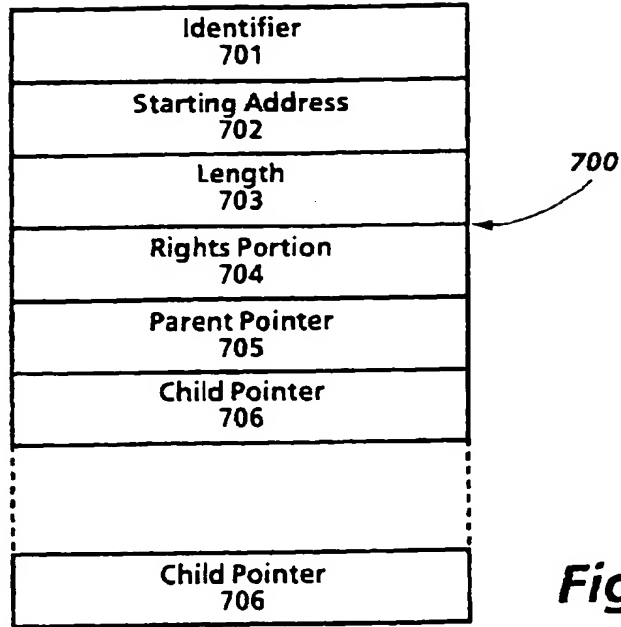 Identifier
701
Starting Address
702
Length
703
700
Rights Portion
704
Parent Pointer
705
Child Pointer
706
Child Pointer
706
Fig